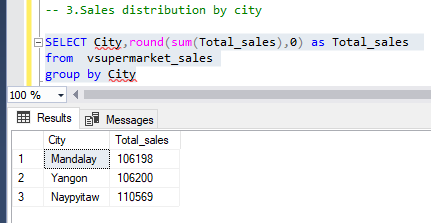 -- 3.Sales distribution by city
SELECT City,round(sum(Total_sales),0) as Total_sales
from  vsupermarket_sales
group by City
100 %
Results Messages
City Total_sales
1 Mandalay 106198
2 Yangon 106200
3 Naypyitaw 110569